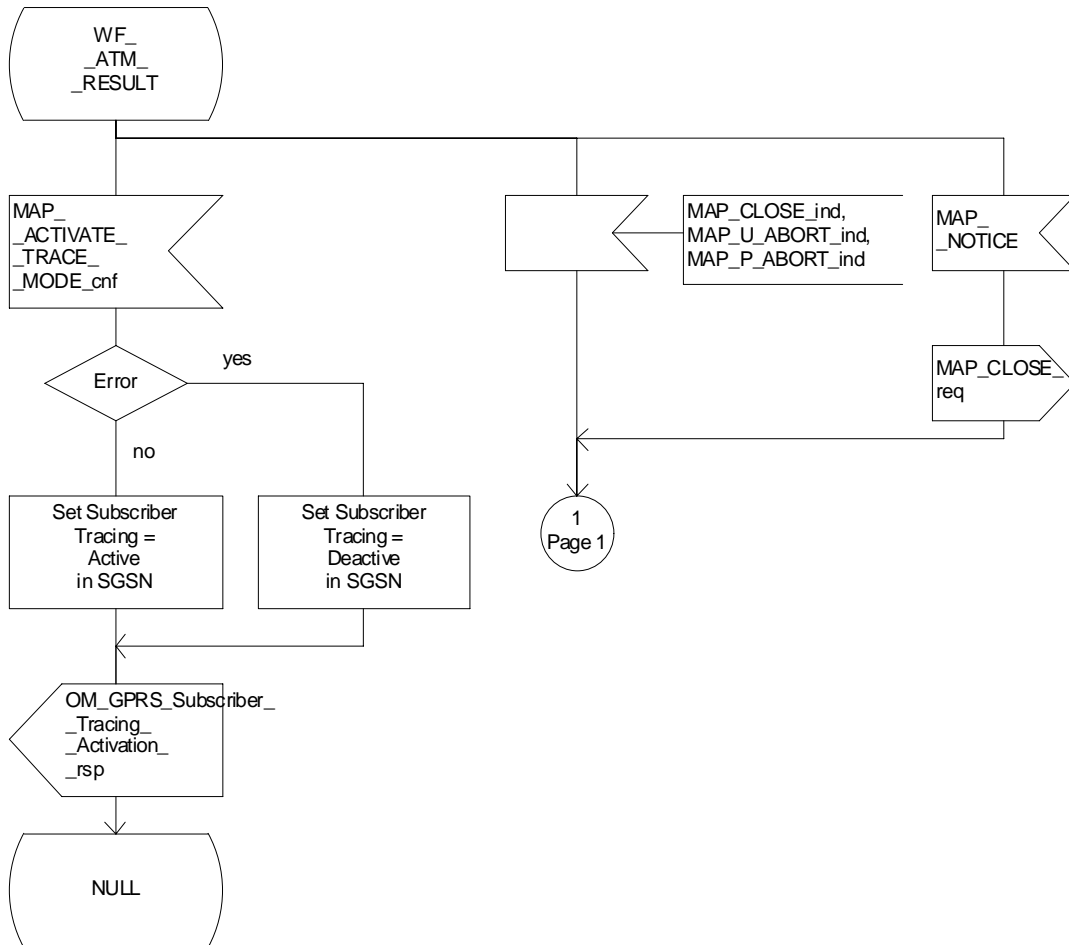 WF_
_ATM_
_RESULT
MAP_
_ACTIVATE_
_TRACE_
_MODE_cnf
MAP_CLOSE_ind,
MAP_U_ABORT_ind,
MAP_P_ABORT_ind
MAP_
_NOTICE
Error
yes
no
MAP_CLOSE_
req
Set Subscriber
Tracing =
Active
in SGSN
Set Subscriber
Tracing =
Deactive
in SGSN
1
Page 1
OM_GPRS_Subscriber_
_Tracing_
_Activation_
_rsp
NULL